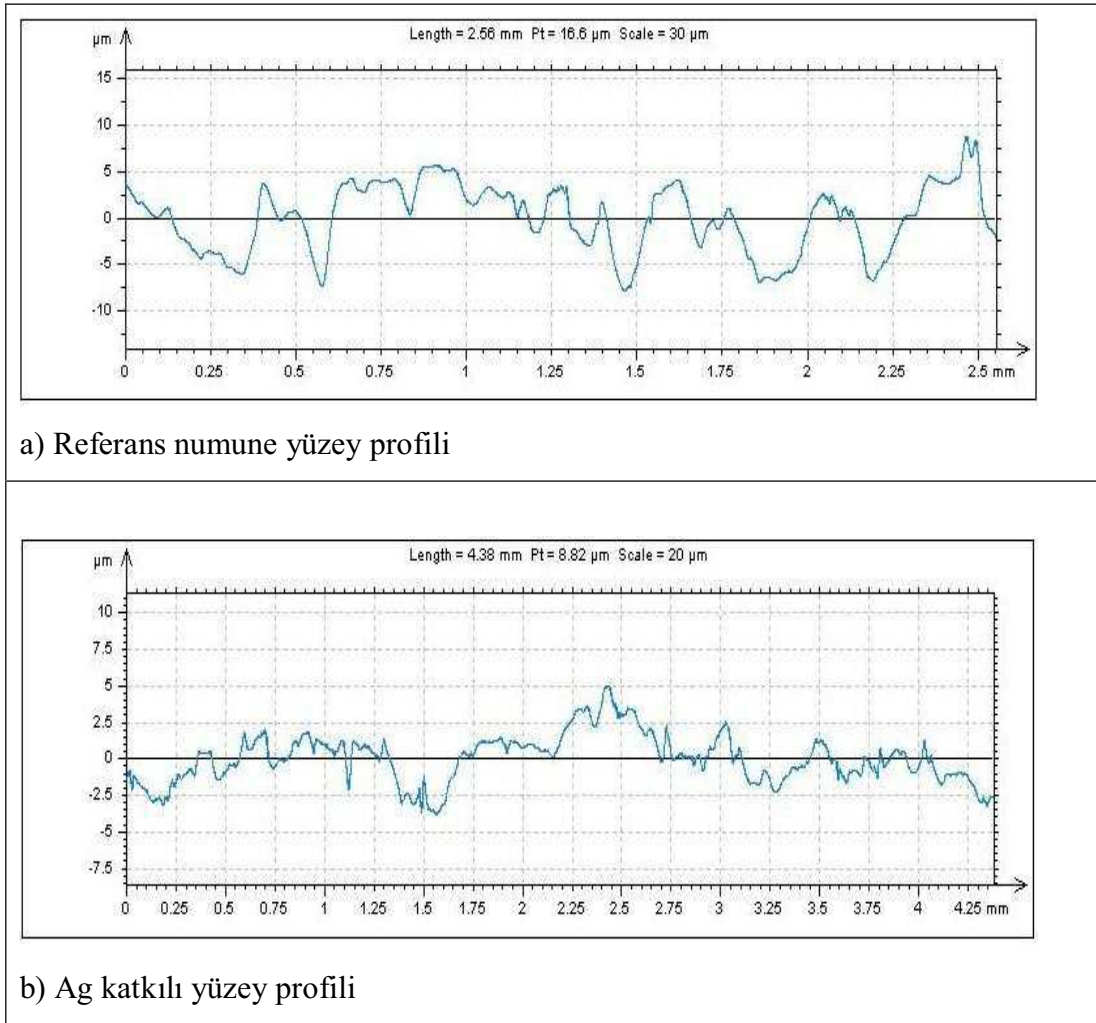 Length = 2.56 mm Pt = 16.6 µm Scale = 30 µm
µm
15
10
5
0
-5
-10
0 0.25 0.5 0.75 1 1.25 1.5 1.75 2 2.25 2.5 mm
a) Referans numune yüzey profili
Length = 4.38 mm Pt = 8.82 µm Scale = 20 µm
µm
10
7.5
5
2.5
0
-2.5
-5
-7.5
0 0.25 0.5 0.75 1 1.25 1.5 1.75 2 2.25 2.5 2.75 3 3.25 3.5 3.75 4 4.25 mm
b) Ag katkılı yüzey profili